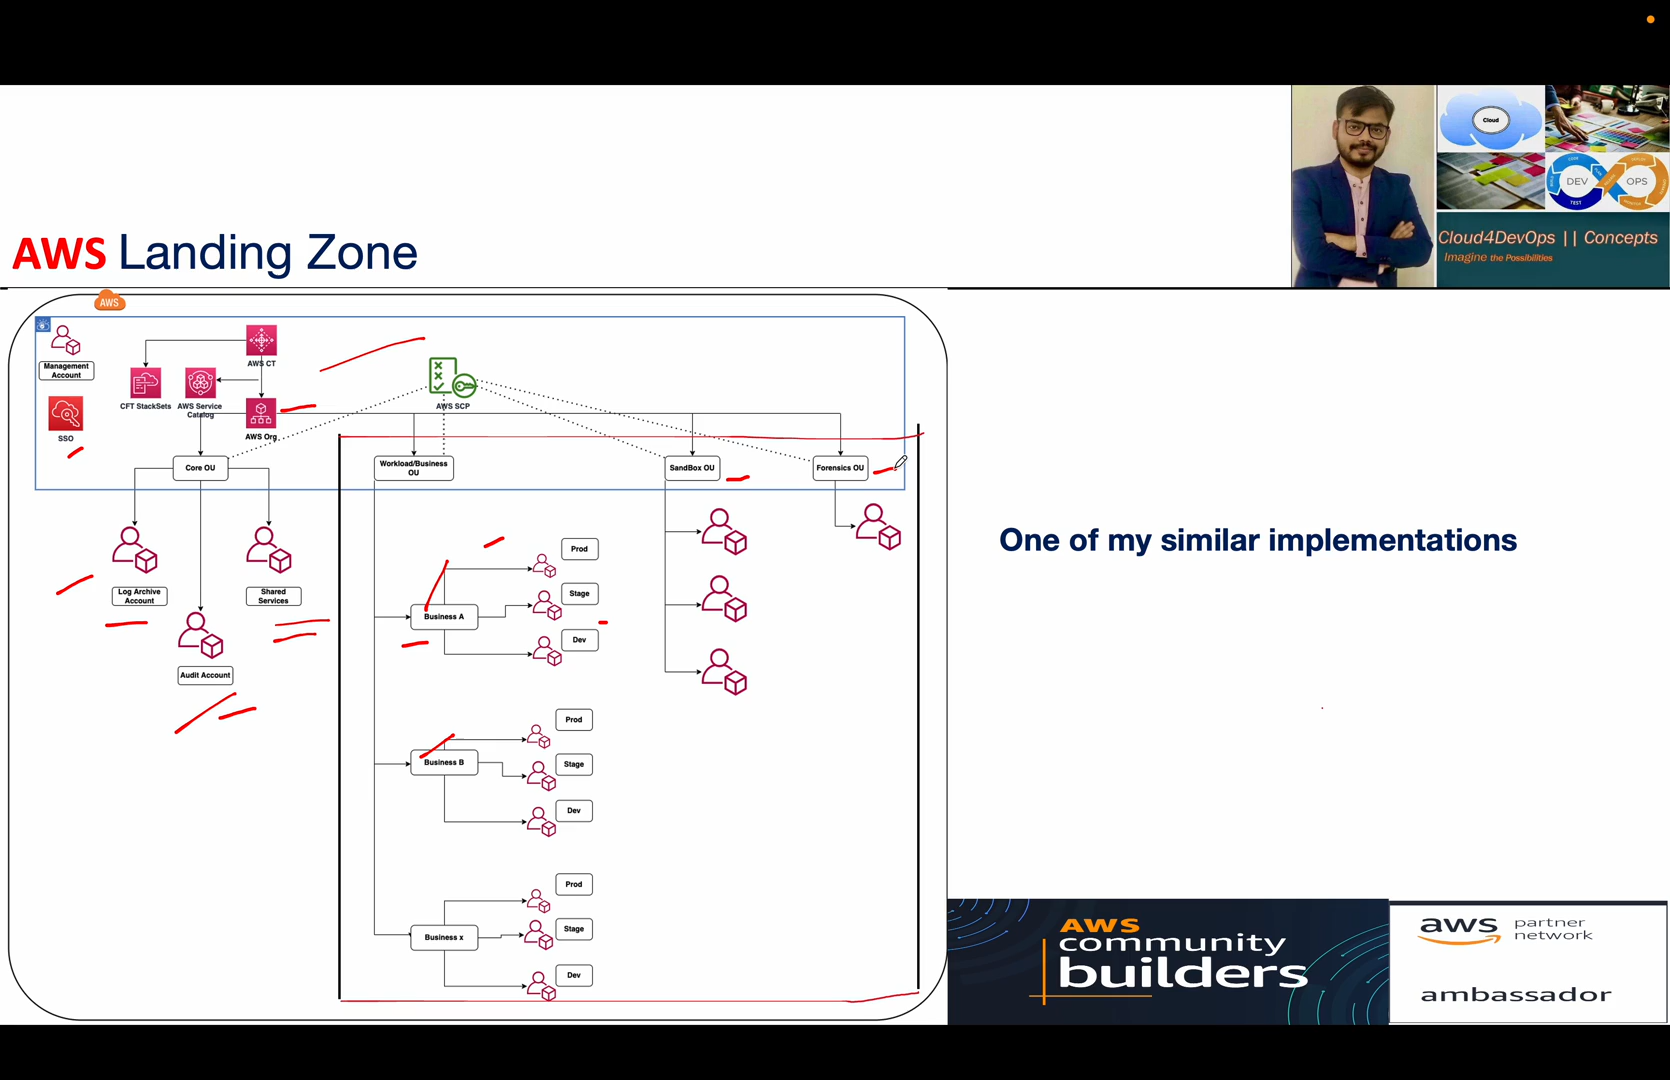 AWS Landing Zone
Cloud
DEV
OPS
TEST
Cloud4DevOps || Concepts
Imagine the Possibilities
AWS
Management
Account
SSO
AWS CT
CFT StackSets
AWS Service
Catalog
AWS Org
AWS SCP
Core OU
Workload/Business
OU
SandBox OU
Forensics OU
Log Archive
Account
Shared
Services
Audit Account
Business A
Prod
Stage
Dev
Business B
Prod
Stage
Dev
Business x
Prod
Stage
Dev
One of my similar implementations
AWS
community
builders
aws partner
network
ambassador